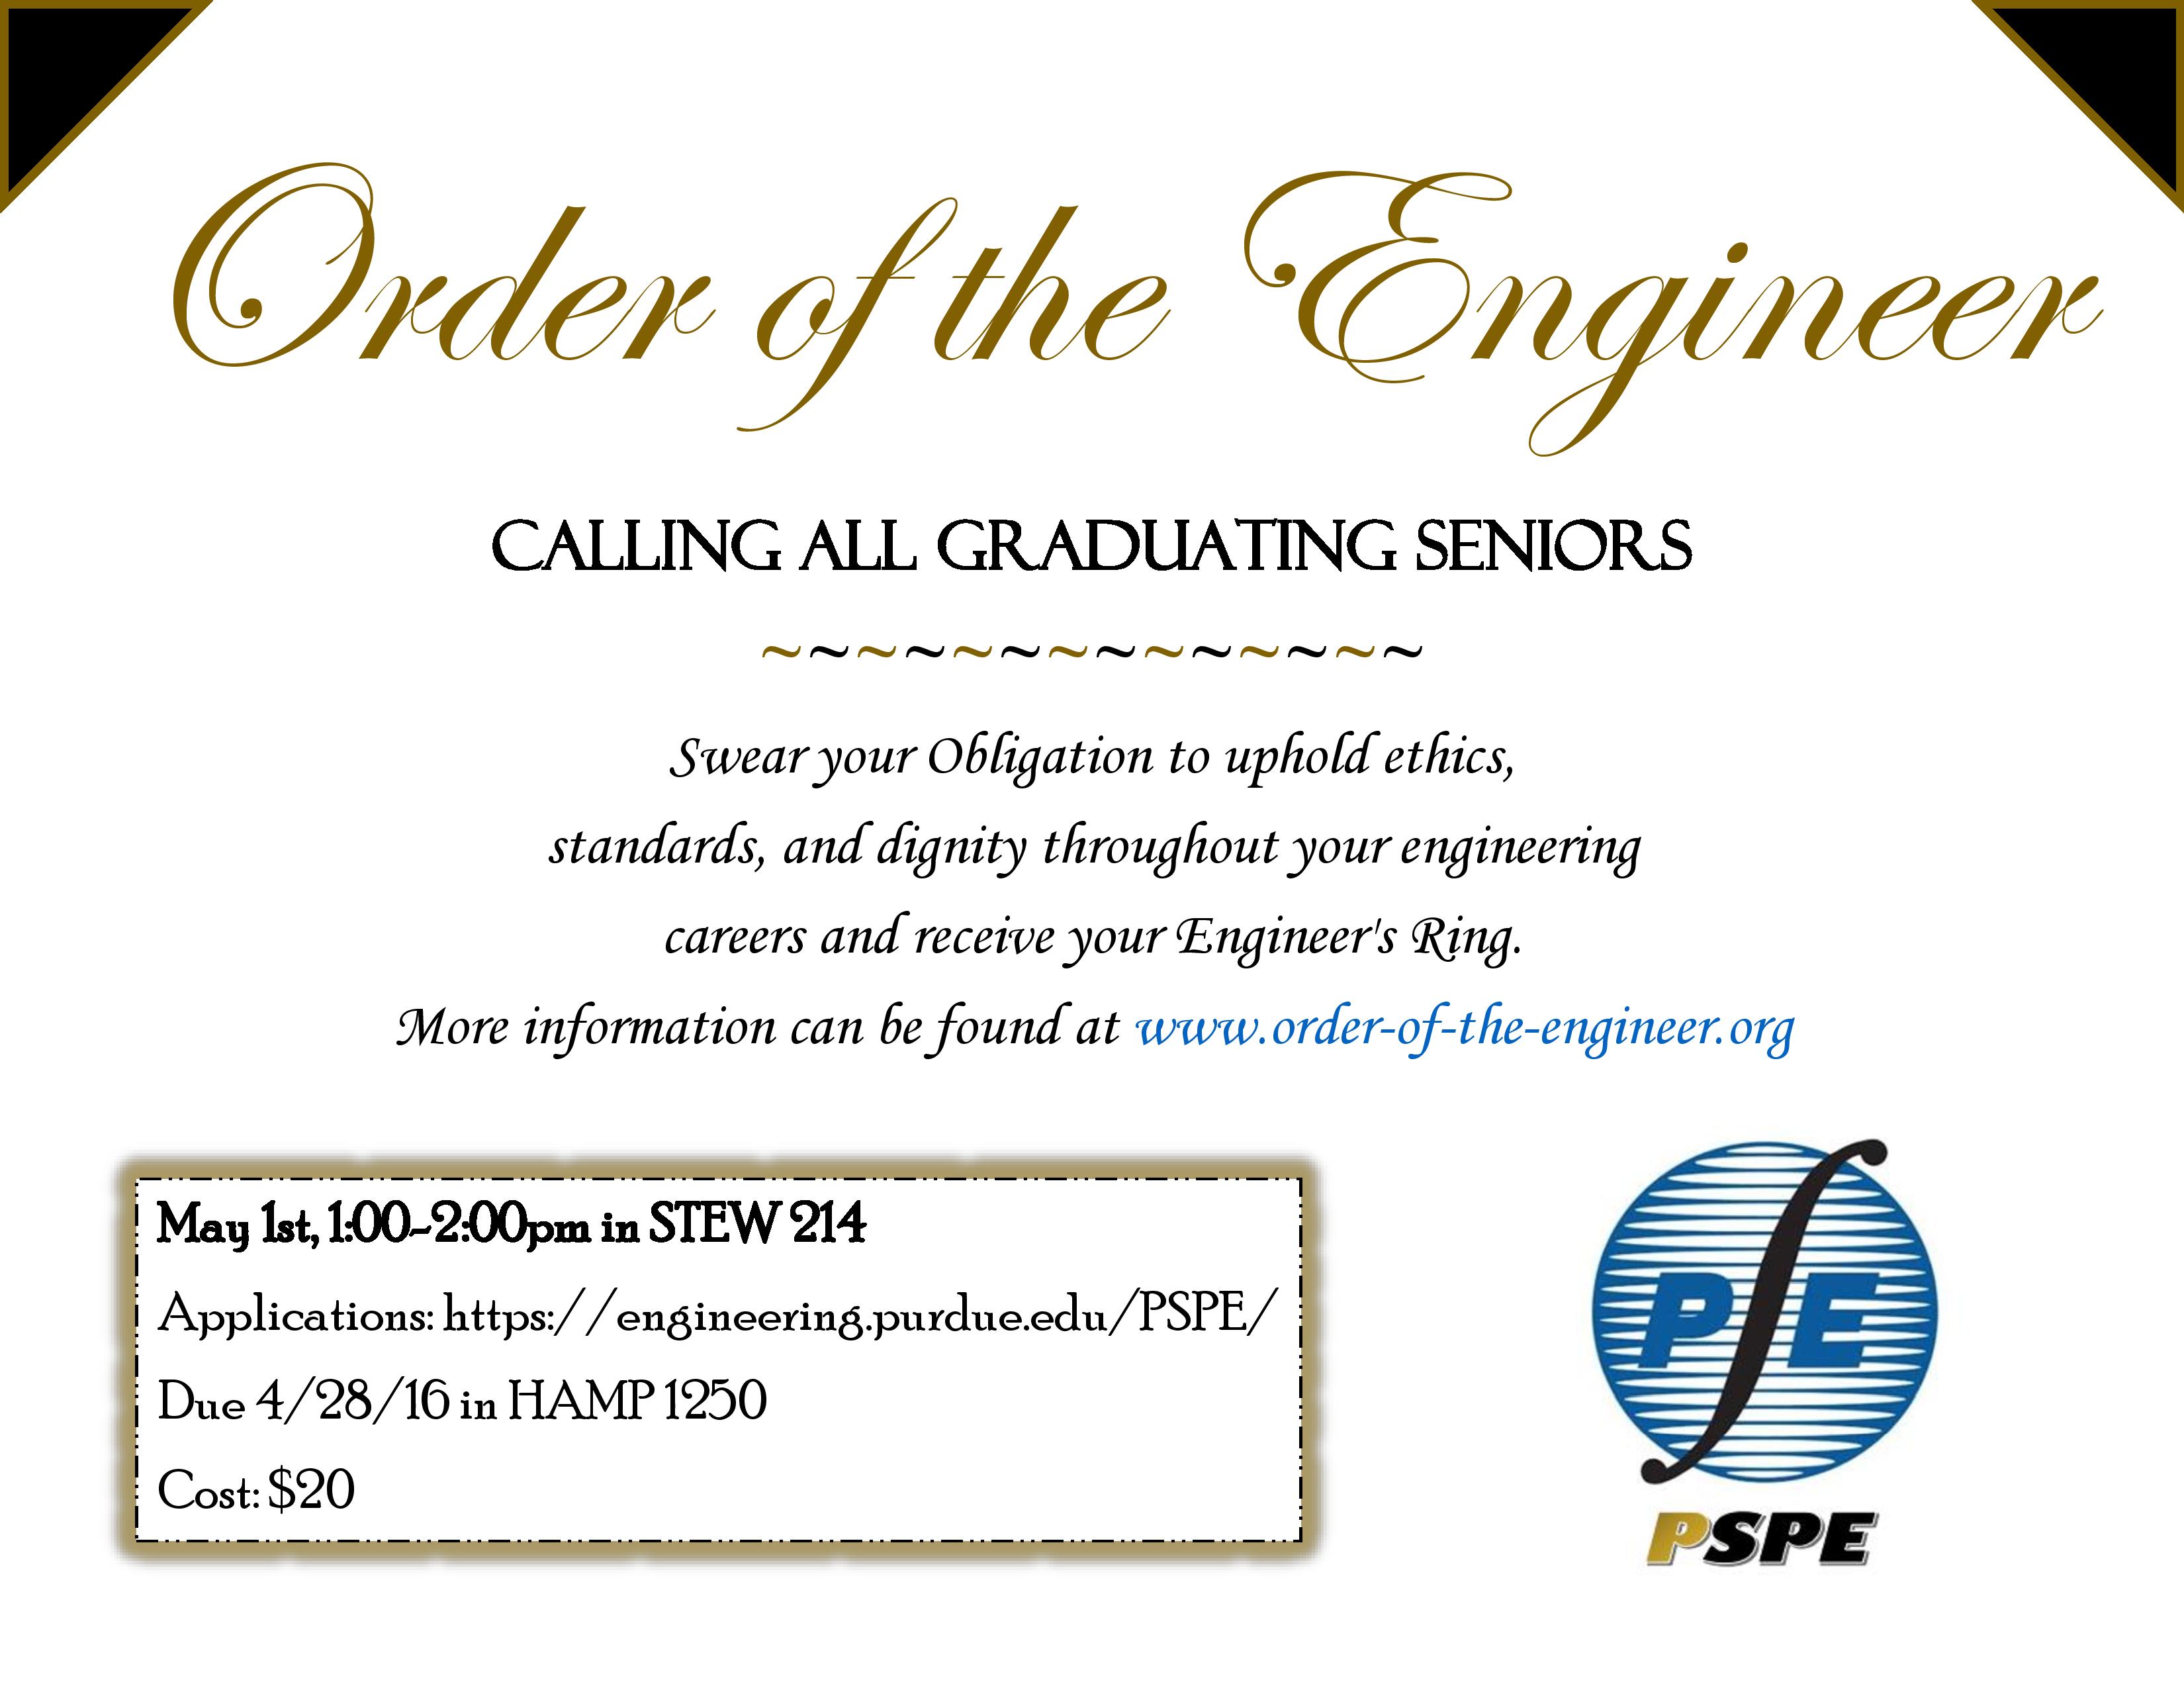 Order of the Engineer
CALLING ALL GRADUATING SENIORS
~~~~~~~~~~~~~~
Swear your Obligation to uphold ethics,
standards, and dignity throughout your engineering
careers and receive your Engineer's Ring.
More information can be found at www.order-of-the-engineer.org
May 1st, 1:00-2:00pm in STEW 214
Applications: https://engineering.purdue.edu/PSPE/
Due 4/28/16 in HAMP 1250
Cost: $20
PSE
PSPE